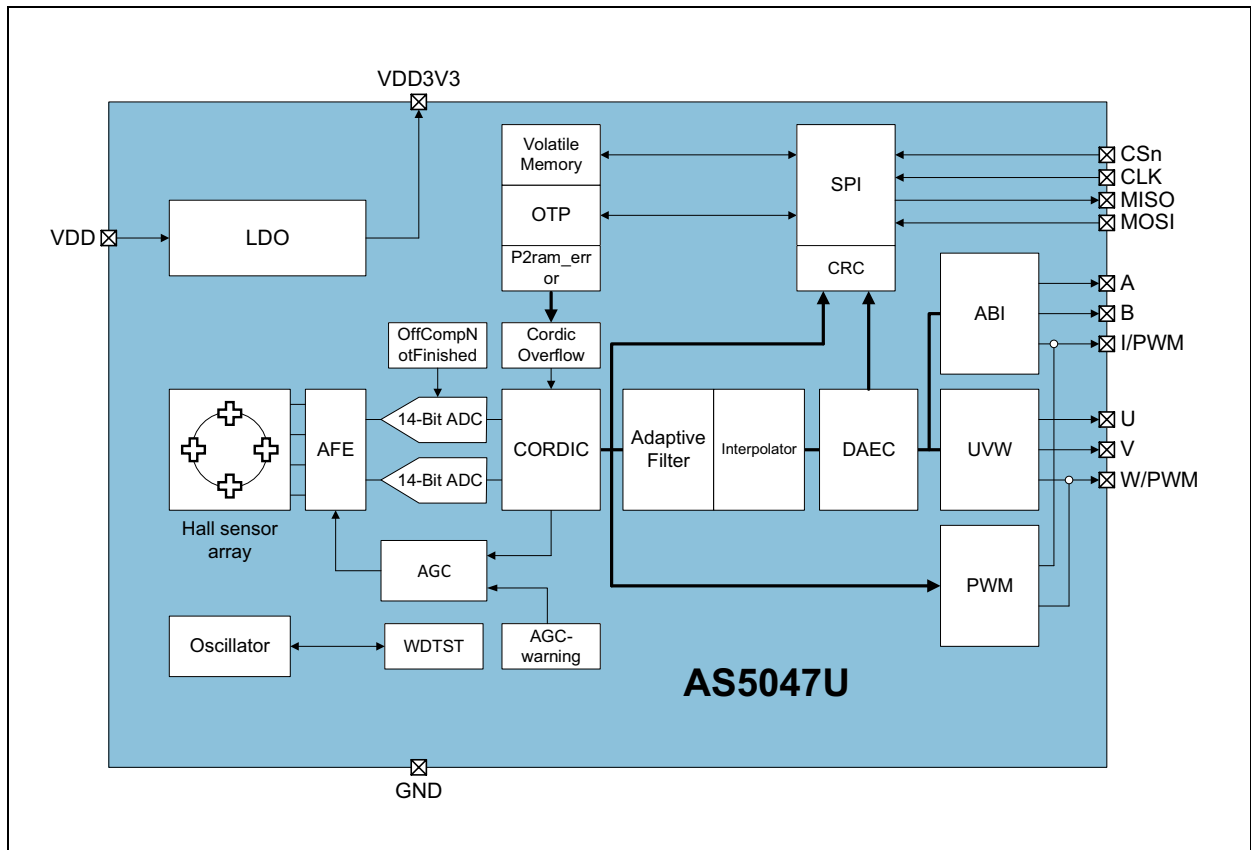 VDD3V3
Volatile
Memory
SPI
CSn
CLK
MISO
MOSI
OTP
LDO
VDD
P2ram_err
or
CRC
A
B
I/PWM
ABI
OffCompN
otFinished
Cordic
Overflow
14-Bit ADC
AFE
CORDIC
Adaptive
Filter
Interpolator
DAEC
UVW
U
V
W/PWM
14-Bit ADC
Hall sensor
array
AGC
PWM
Oscillator
WDTST
AGC-
warning
AS5047U
GND